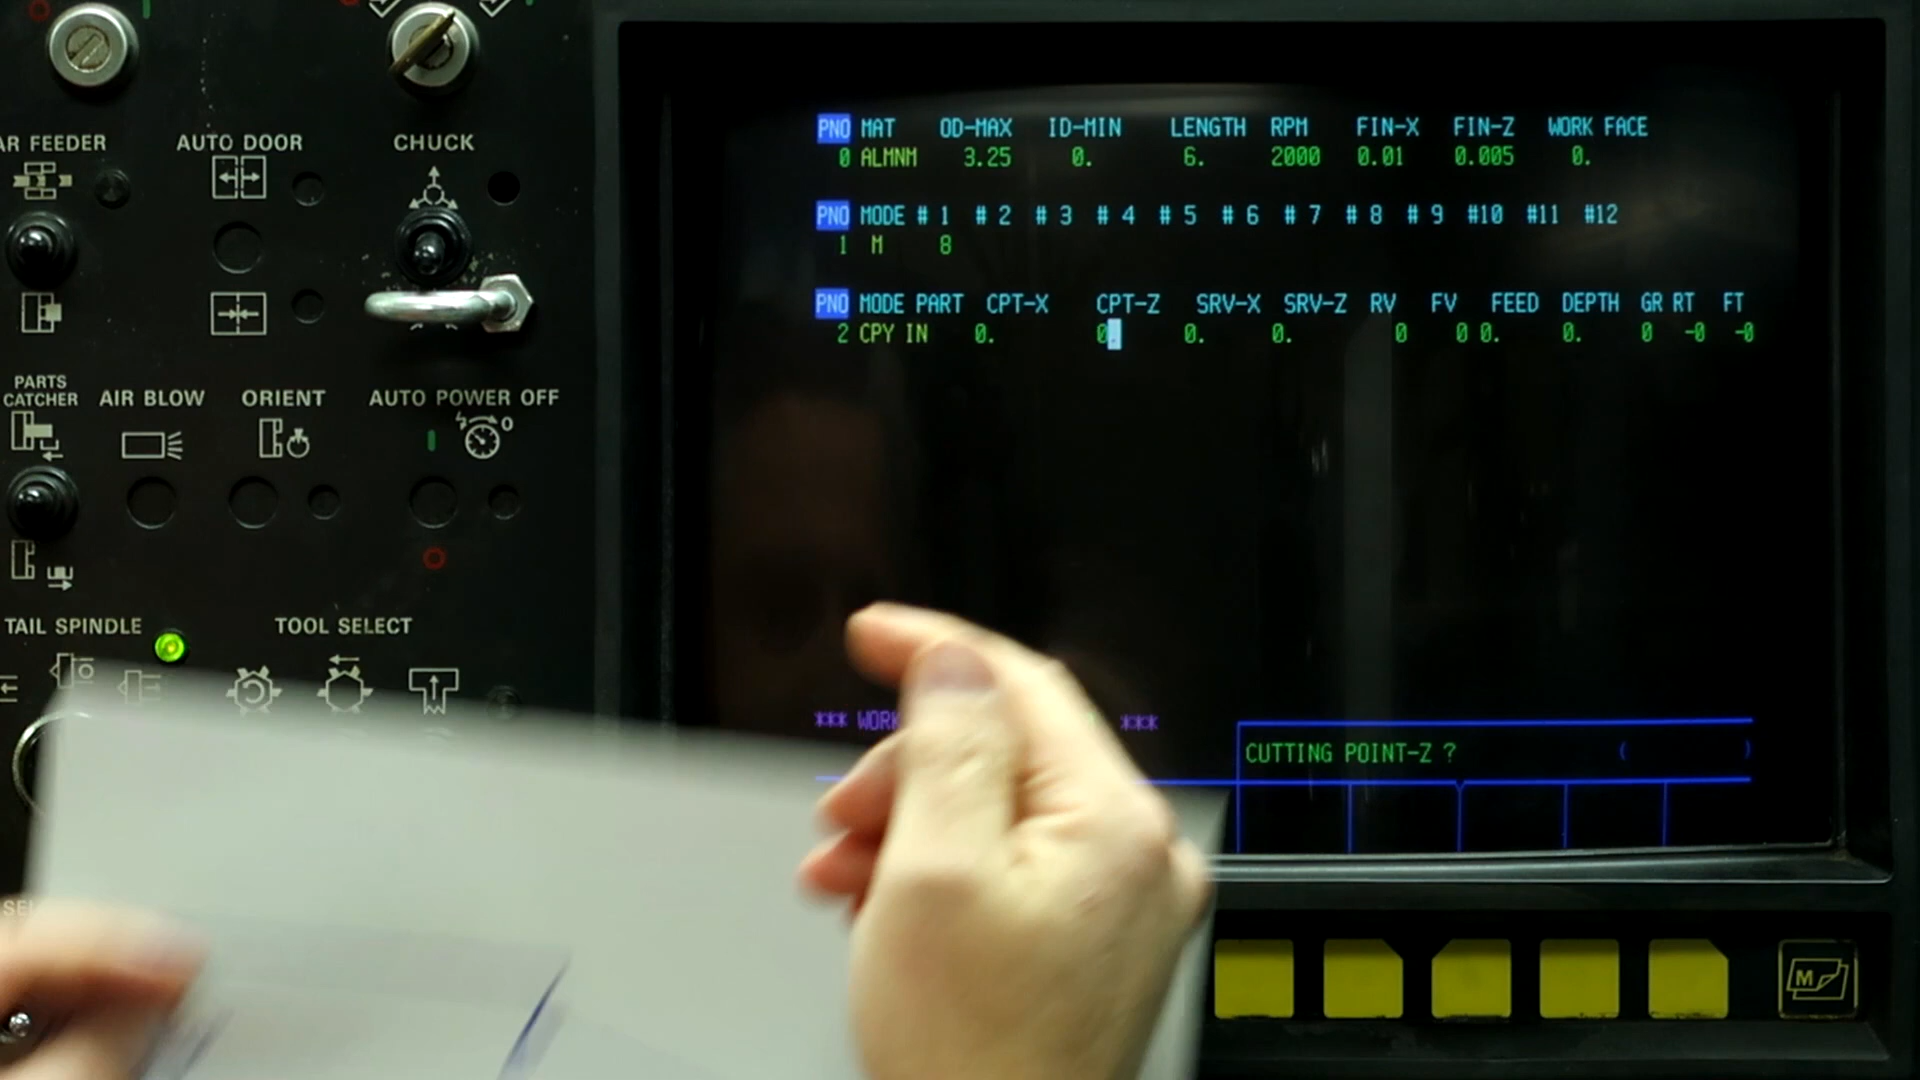 AR FEEDER
AUTO DOOR
CHUCK
PARTS
CATCHER
AIR BLOW
ORIENT
AUTO POWER OFF
TAIL SPINDLE
TOOL SELECT
PNO MAT OD-MAX ID-MIN LENGTH RPM FIN-X FIN-Z WORK FACE
0 ALMNM 3.25 0. 6. 2000 0.01 0.005 0.
PNO MODE # 1 # 2 # 3 # 4 # 5 # 6 # 7 # 8 # 9 #10 #11 #12
1 M 8
PNO MODE PART CPT-X CPT-Z SRV-X SRV-Z RV FV FEED DEPTH GR RT FT
2 CPY IN 0. 0. 0. 0. 0 0 0. 0. 0 -0 -0
*** WORK ***
CUTTING POINT-Z ? ( )
M